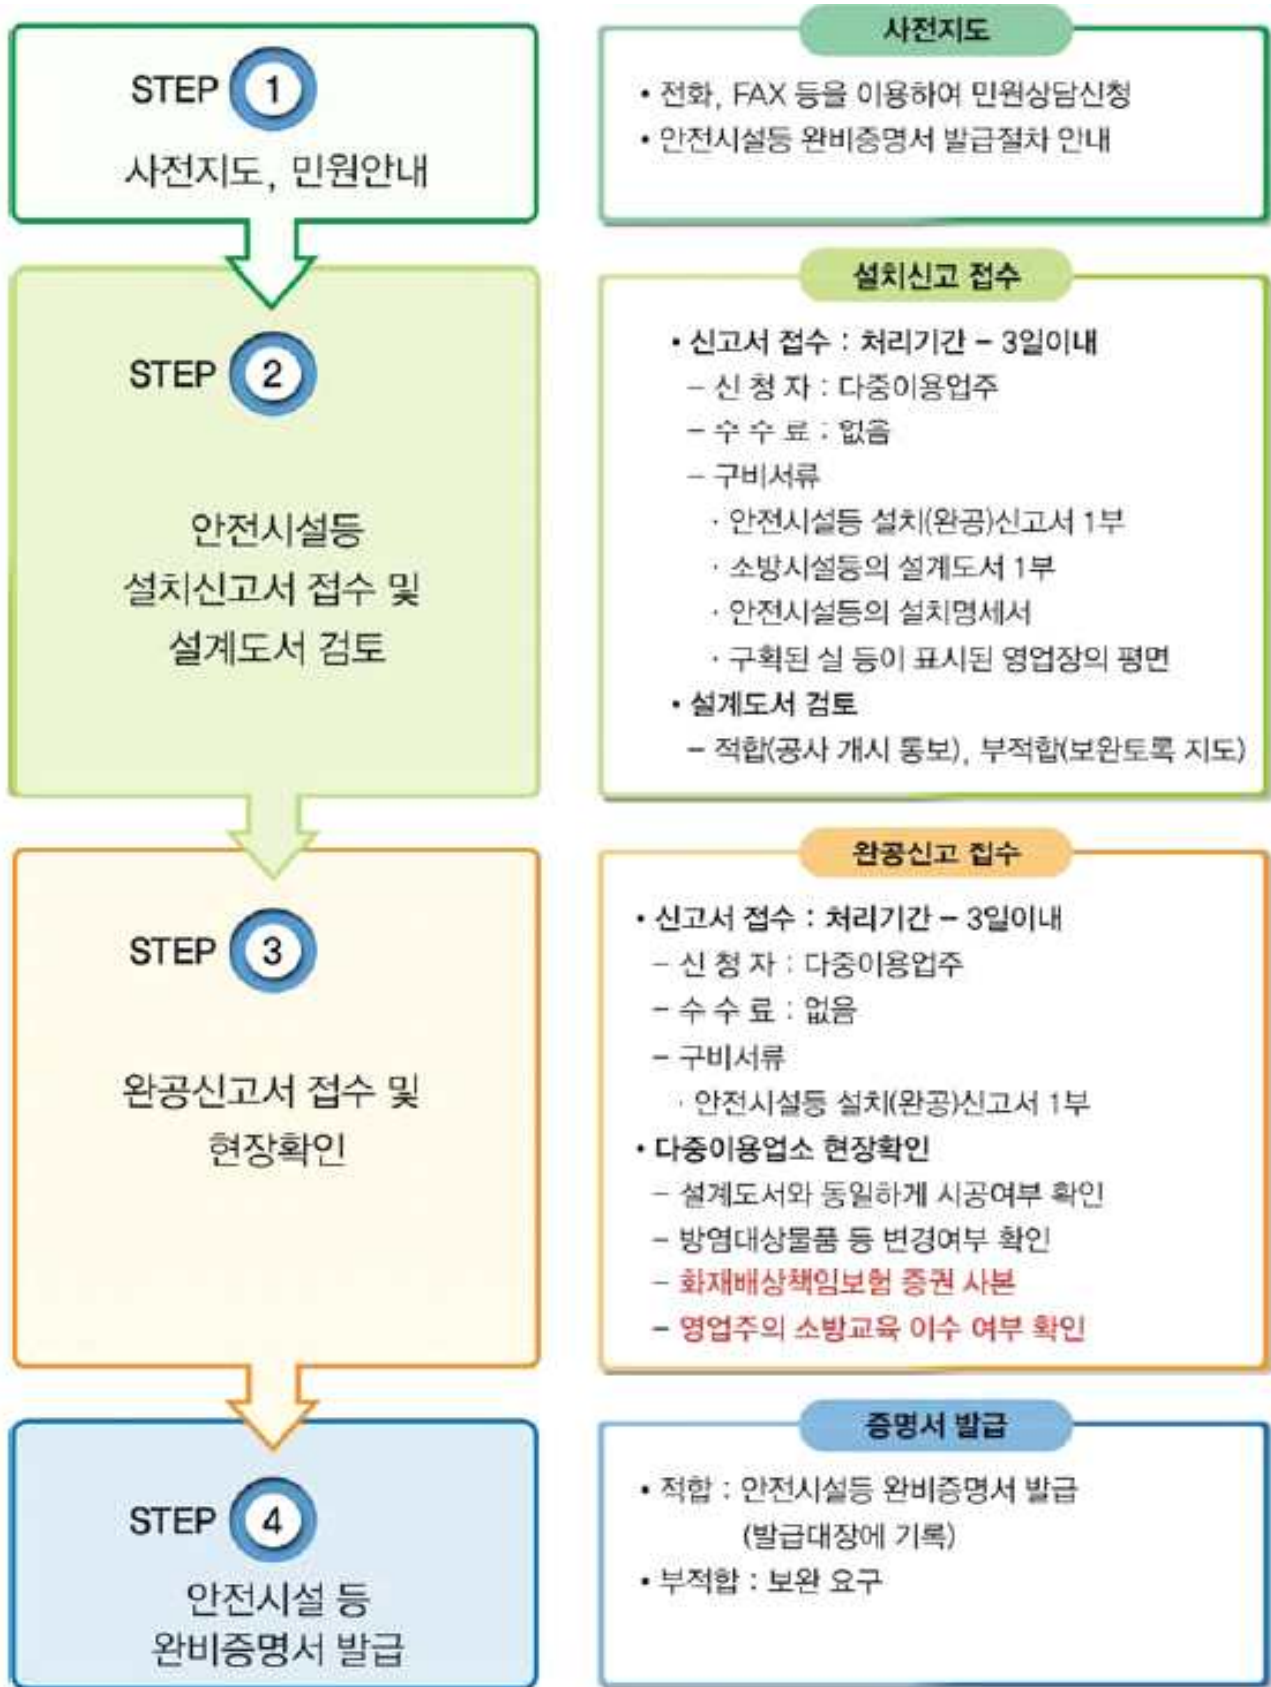 STEP 1
사전지도, 민원안내
사전지도
• 전화, FAX 등을 이용하여 민원상담신청
• 안전시설등 완비증명서 발급절차 안내
STEP 2
안전시설등
설치신고서 접수 및
설계도서 검토
설치신고 접수
• 신고서 접수 : 처리기간 – 3일이내
– 신 청 자 : 다중이용업주
– 수 수 료 : 없음
– 구비서류
· 안전시설등 설치(완공)신고서 1부
· 소방시설등의 설계도서 1부
· 안전시설등의 설치명세서
· 구획된 실 등이 표시된 영업장의 평면
• 설계도서 검토
– 적합(공사 개시 통보), 부적합(보완토록 지도)
STEP 3
완공신고서 접수 및
현장확인
완공신고 접수
• 신고서 접수 : 처리기간 – 3일이내
– 신 청 자 : 다중이용업주
– 수 수 료 : 없음
– 구비서류
· 안전시설등 설치(완공)신고서 1부
• 다중이용업소 현장확인
– 설계도서와 동일하게 시공여부 확인
– 방염대상물품 등 변경여부 확인
– 화재배상책임보험 증권 사본
– 영업주의 소방교육 이수 여부 확인
STEP 4
안전시설 등
완비증명서 발급
증명서 발급
• 적합 : 안전시설등 완비증명서 발급
(발급대장에 기록)
• 부적합 : 보완 요구